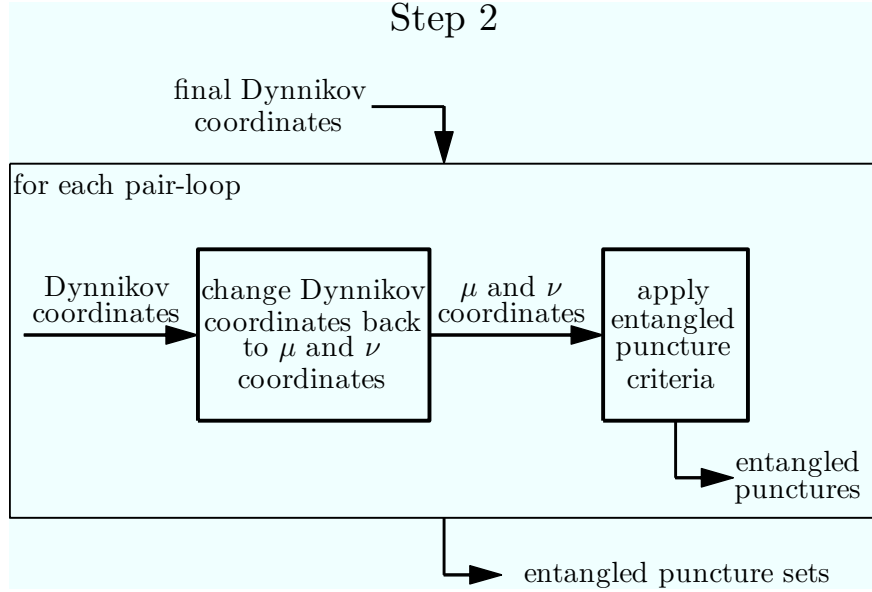 Step 2
final Dynnikov
coordinates
for each pair-loop
Dynnikov
coordinates
change Dynnikov
coordinates back
to μ and ν
coordinates
μ and ν
coordinates
apply
entangled
puncture
criteria
entangled
punctures
entangled puncture sets